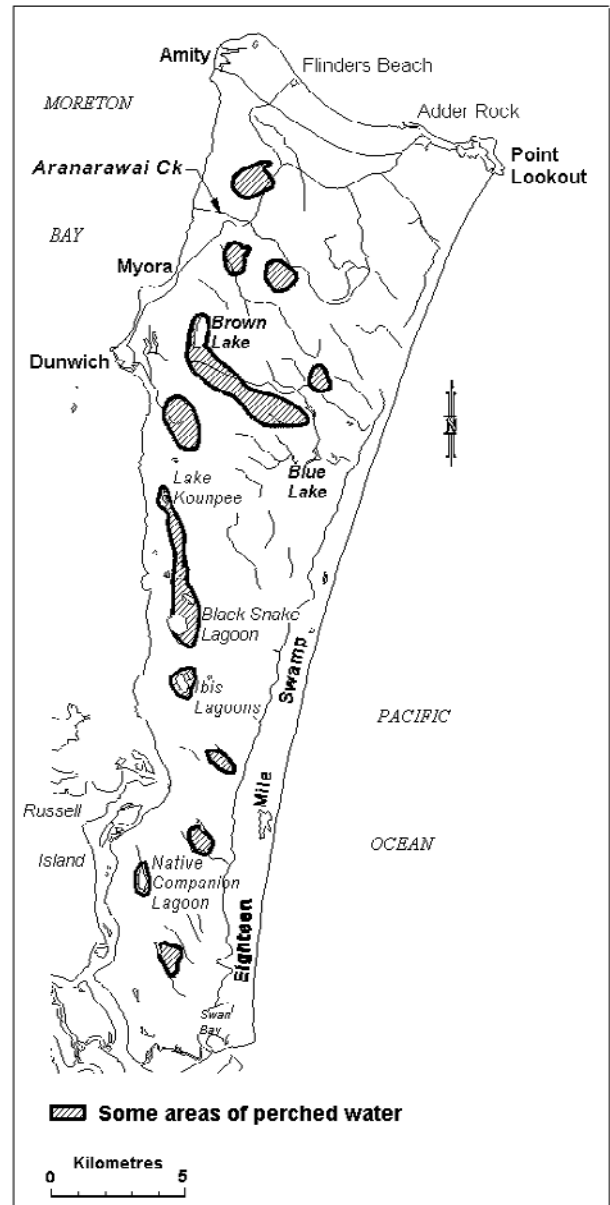 Amity
Flinders Beach
MORETON
Adder Rock
Point
Lookout
Aranarawai Ck
BAY
Myora
Brown
Lake
Dunwich
N
Blue
Lake
Lake
Kounpee
Black Snake
Lagoon
Ibis
Lagoons
Swamp
PACIFIC
Mile
Russell
Island
OCEAN
Native
Companion
Lagoon
Eighteen
Swan
Bay
Some areas of perched water
Kilometres
0 5